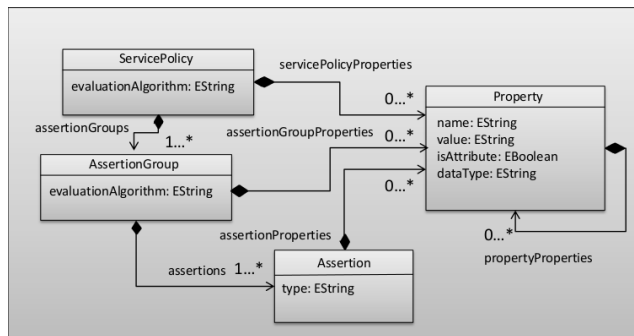 ServicePolicy
evaluationAlgorithm: EString
servicePolicyProperties
0...*
Property
name: EString
value: EString
isAttribute: EBoolean
dataType: EString
assertionGroups
1...*
assertionGroupProperties
0...*
AssertionGroup
evaluationAlgorithm: EString
0...*
assertionProperties
0...*
propertyProperties
assertions
1...*
Assertion
type: EString